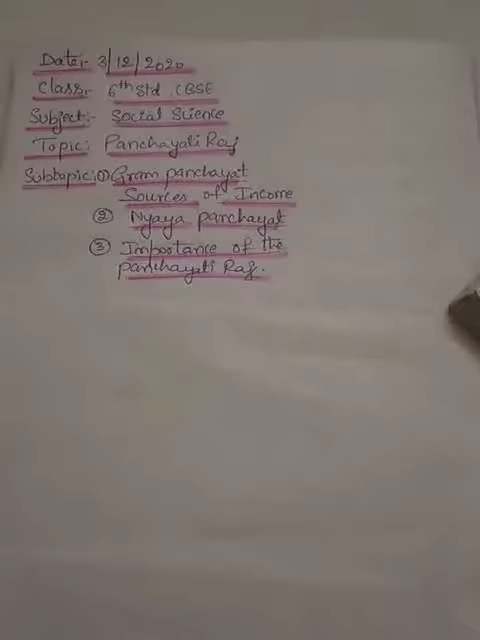 Date:- 3/12/2020
Class:- 6th Std CBSE
Subject:- Social Science
Topic: Panchayati Raj
Subtopic: ① Gram panchayat
Sources of Income
② Nyaya panchayat
③ Importance of the
panchayati Raj.